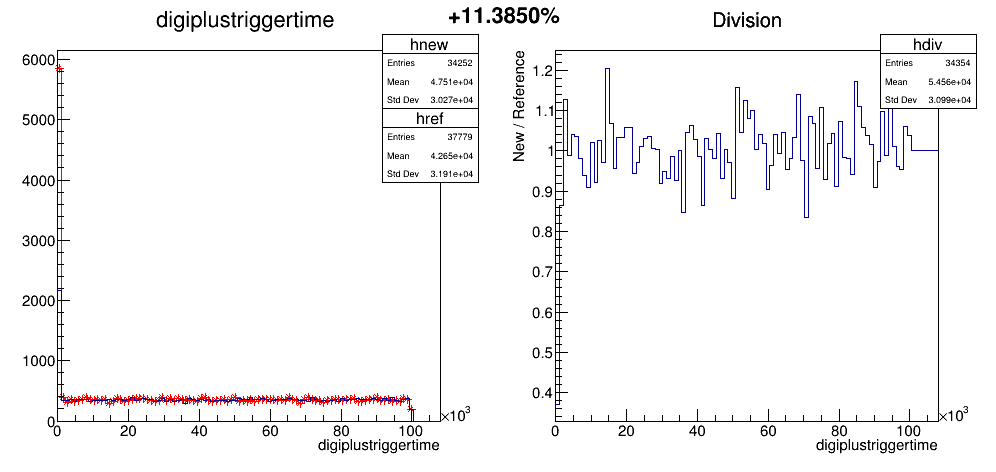 +11.3850%
digiplustriggertime
hnew
Entries 34252
Mean 4.751e+04
Std Dev 3.027e+04
href
Entries 37779
Mean 4.265e+04
Std Dev 3.191e+04
6000
5000
4000
3000
2000
1000
0
0 20 40 60 80 100 ×10³
digiplustriggertime
Division
hdiv
Entries 34354
Mean 5.456e+04
Std Dev 3.099e+04
New / Reference
1.2
1.1
1
0.9
0.8
0.7
0.6
0.5
0.4
0 20 40 60 80 100 ×10³
digiplustriggertime